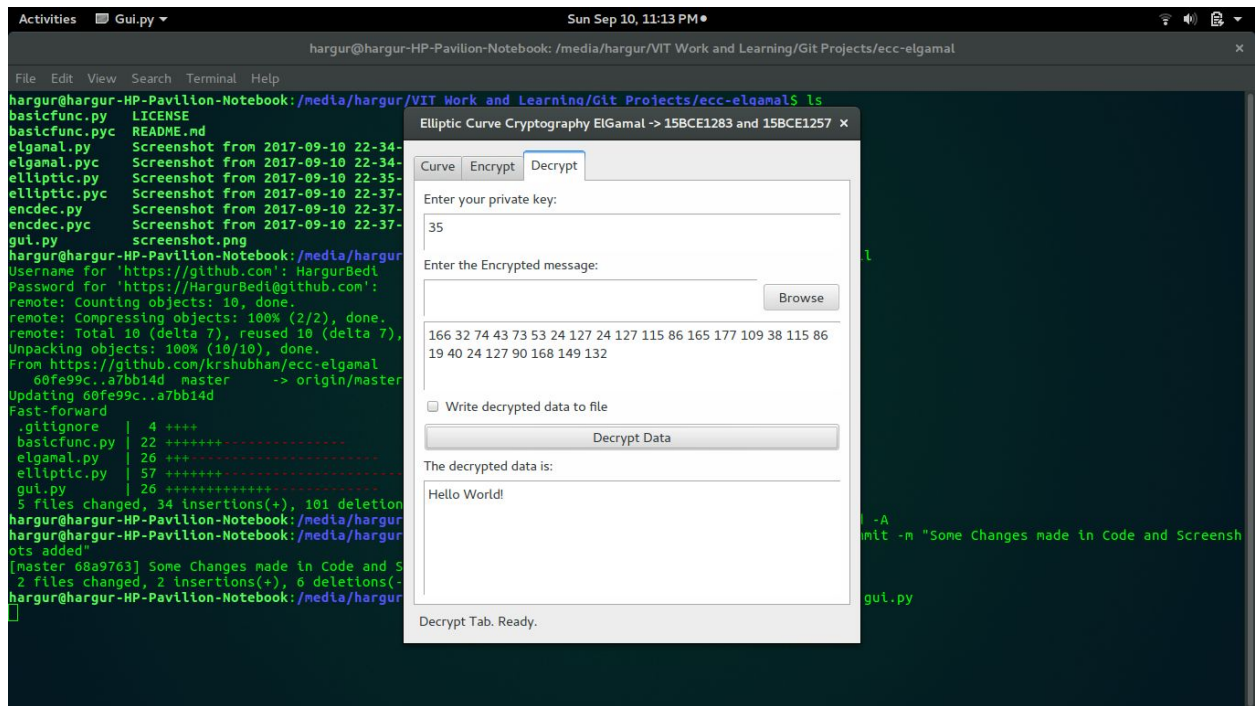 Activities Gui.py Sun Sep 10, 11:13 PM
hargur@hargur-HP-Pavilion-Notebook: /media/hargur/VIT Work and Learning/Git Projects/ecc-elgamal ×
File Edit View Search Terminal Help
hargur@hargur-HP-Pavilion-Notebook:/media/hargur/VIT Work and Learning/Git Projects/ecc-elgamal$ ls
basicfunc.py LICENSE
basicfunc.pyc README.md
elgamal.py Screenshot from 2017-09-10 22-34-
elgamal.pyc Screenshot from 2017-09-10 22-34-
elliptic.py Screenshot from 2017-09-10 22-35-
elliptic.pyc Screenshot from 2017-09-10 22-37-
encdec.py Screenshot from 2017-09-10 22-37-
encdec.pyc Screenshot from 2017-09-10 22-37-
gui.py screenshot.png
hargur@hargur-HP-Pavilion-Notebook:/media/hargur
Username for 'https://github.com': HargurBedi
Password for 'https://HargurBedi@github.com':
remote: Counting objects: 10, done.
remote: Compressing objects: 100% (2/2), done.
remote: Total 10 (delta 7), reused 10 (delta 7),
Unpacking objects: 100% (10/10), done.
From https://github.com/krshubham/ecc-elgamal
60fe99c..a7bb14d master -> origin/master
Updating 60fe99c..a7bb14d
Fast-forward
.gitignore | 4 ++++
basicfunc.py | 22 +++++++----------------
elgamal.py | 26 +++-----------------------
elliptic.py | 57 +++++++------------------------
gui.py | 26 +++++++++++++-------------
5 files changed, 34 insertions(+), 101 deletion
hargur@hargur-HP-Pavilion-Notebook:/media/hargur -A
hargur@hargur-HP-Pavilion-Notebook:/media/hargur mmit -m "Some Changes made in Code and Screensh
ots added"
[master 68a9763] Some Changes made in Code and S
2 files changed, 2 insertions(+), 6 deletions(-
hargur@hargur-HP-Pavilion-Notebook:/media/hargur gui.py
Elliptic Curve Cryptography ElGamal -> 15BCE1283 and 15BCE1257 ×
Curve Encrypt Decrypt
Enter your private key:
35
Enter the Encrypted message:
Browse
166 32 74 43 73 53 24 127 24 127 115 86 165 177 109 38 115 86
19 40 24 127 90 168 149 132
Write decrypted data to file
Decrypt Data
The decrypted data is:
Hello World!
Decrypt Tab. Ready.